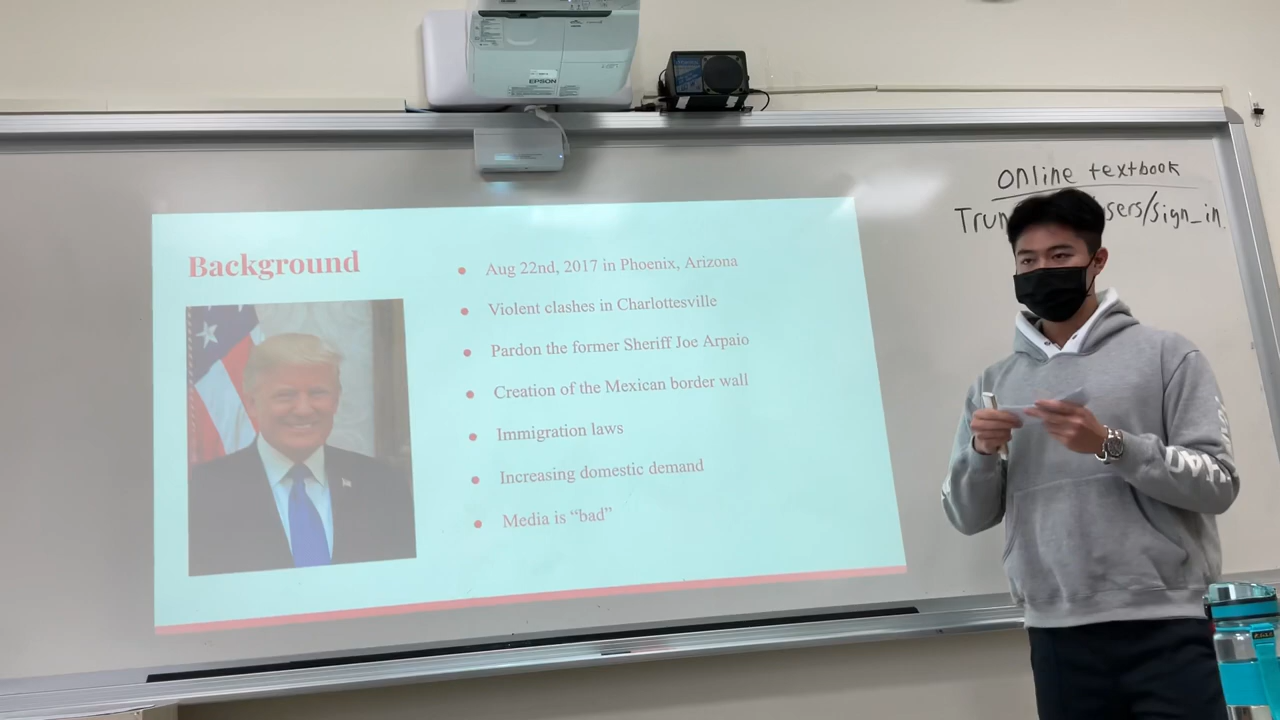 EPSON
online textbook
sers/sign_in
Background
Aug 22nd, 2017 in Phoenix, Arizona
Violent clashes in Charlottesville
Pardon the former Sheriff Joe Arpaio
Creation of the Mexican border wall
Immigration laws
Increasing domestic demand
Media is “bad”